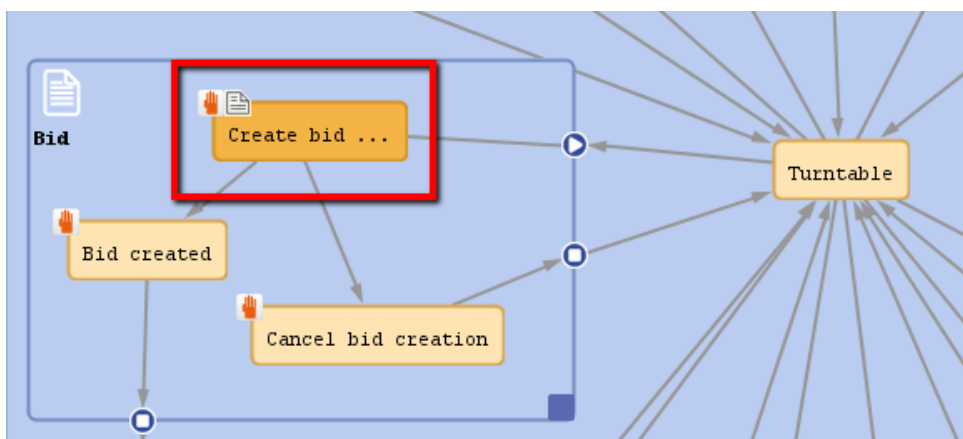 Bid
Create bid ...
Turntable
Bid created
Cancel bid creation